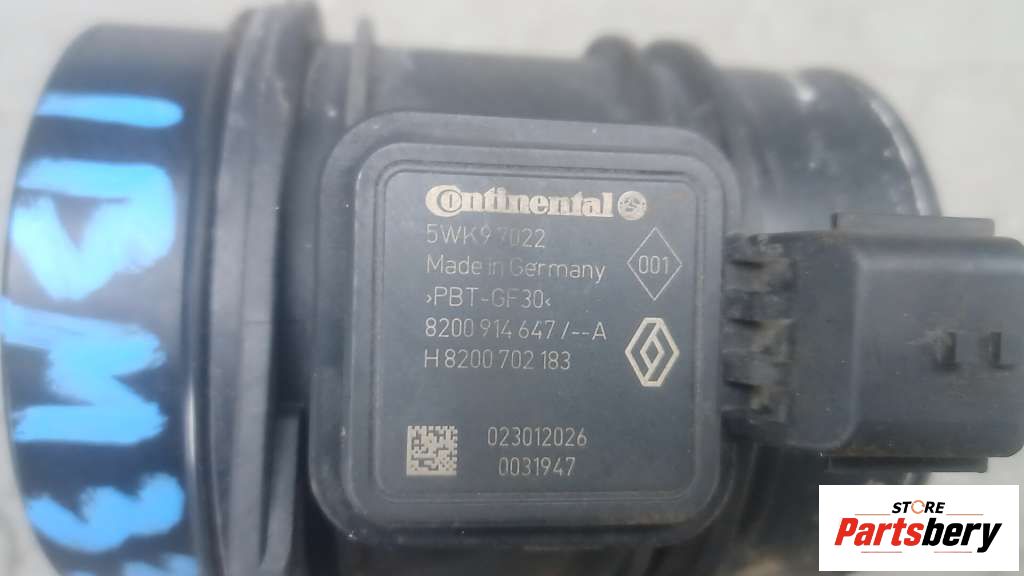 Continental
5WK9 7022
Made in Germany
001
›PBT-GF30‹
8200 914 647 /--A
H 8200 702 183
023012026
0031947
STORE
Partsbery